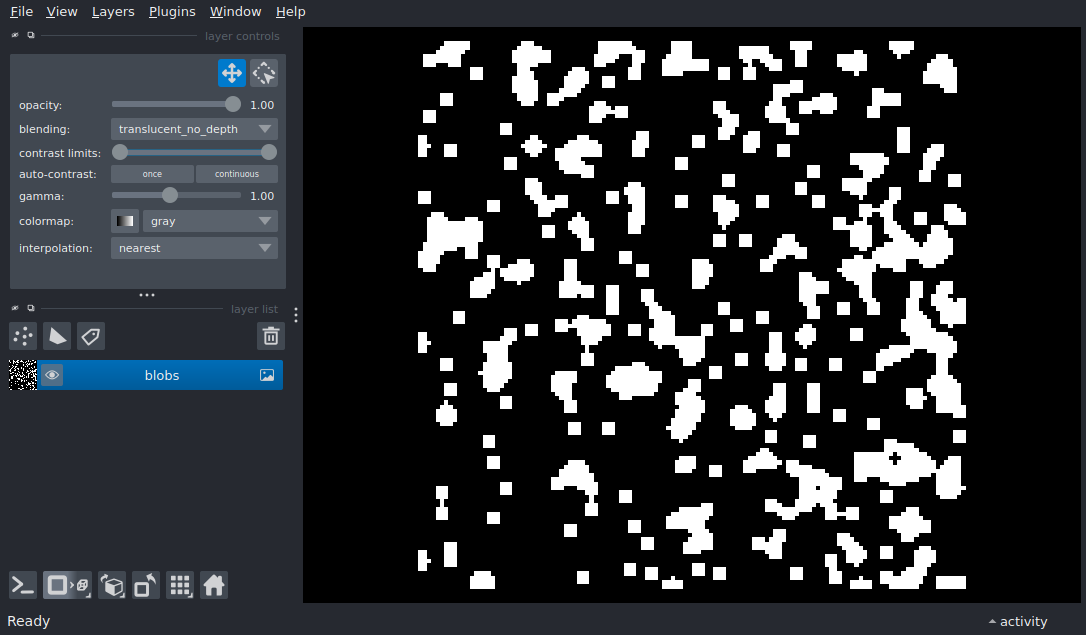 File View Layers Plugins Window Help
layer controls
opacity: 1.00
blending: translucent_no_depth
contrast limits:
auto-contrast: once continuous
gamma: 1.00
colormap: gray
interpolation: nearest
layer list
blobs
Ready
activity